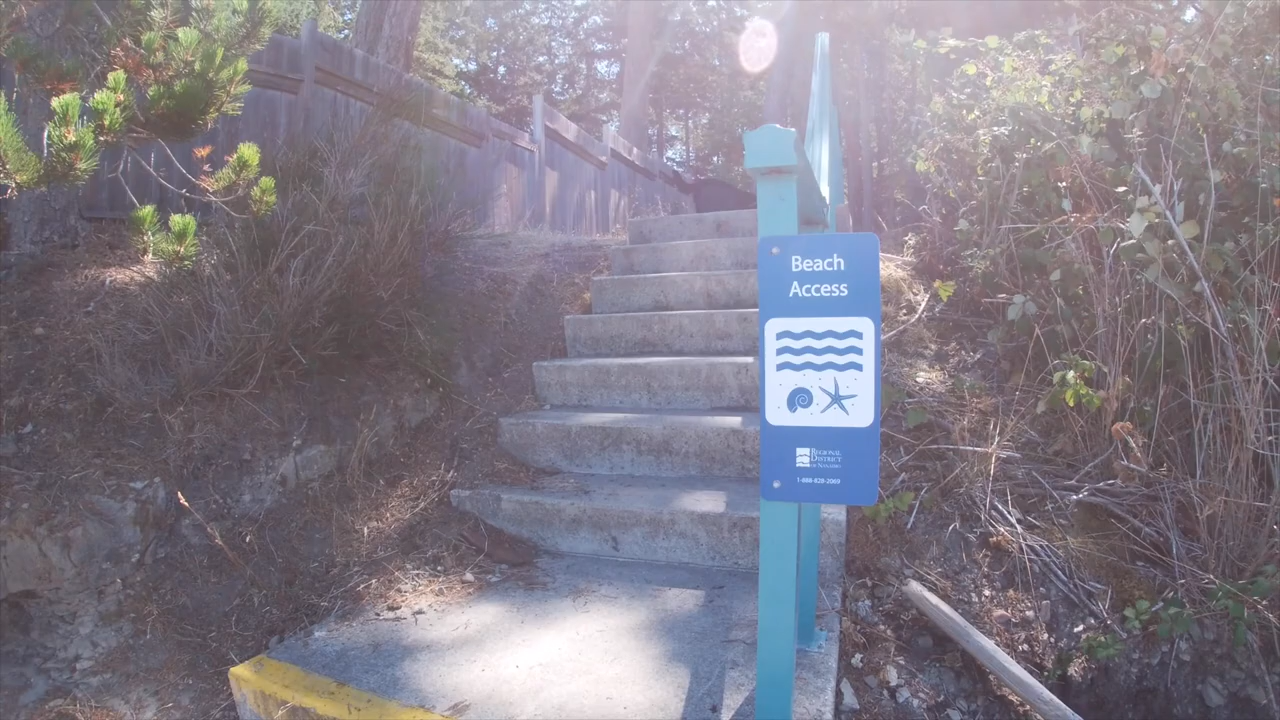 Beach
Access
REGIONAL
DISTRICT
OF NANAIMO
1-888-828-2069